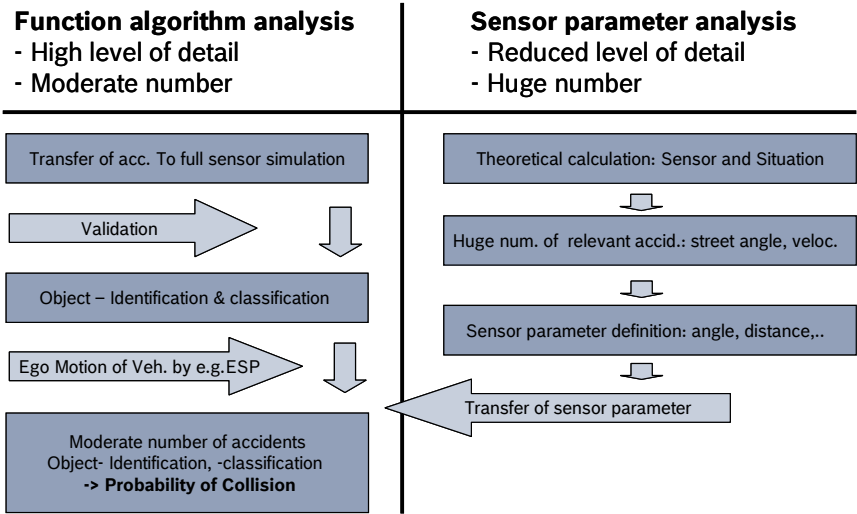 Function algorithm analysis
- High level of detail
- Moderate number
Transfer of acc. To full sensor simulation
Validation
Object – Identification & classification
Ego Motion of Veh. by e.g.ESP
Moderate number of accidents
Object- Identification, -classification
-> Probability of Collision
Sensor parameter analysis
- Reduced level of detail
- Huge number
Theoretical calculation: Sensor and Situation
Huge num. of relevant accid.: street angle, veloc.
Sensor parameter definition: angle, distance,..
Transfer of sensor parameter